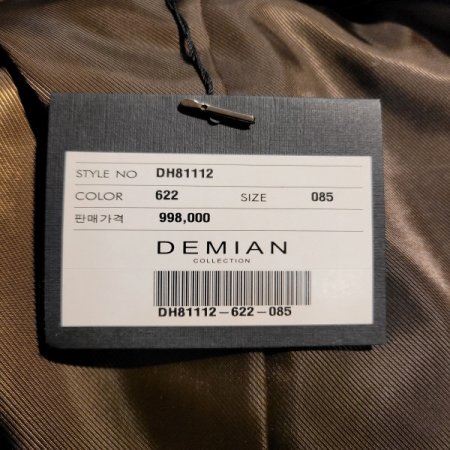 STYLE NO DH81112
COLOR 622 SIZE 085
판매가격 998,000
DEMIAN
COLLECTION
DH81112-622-085